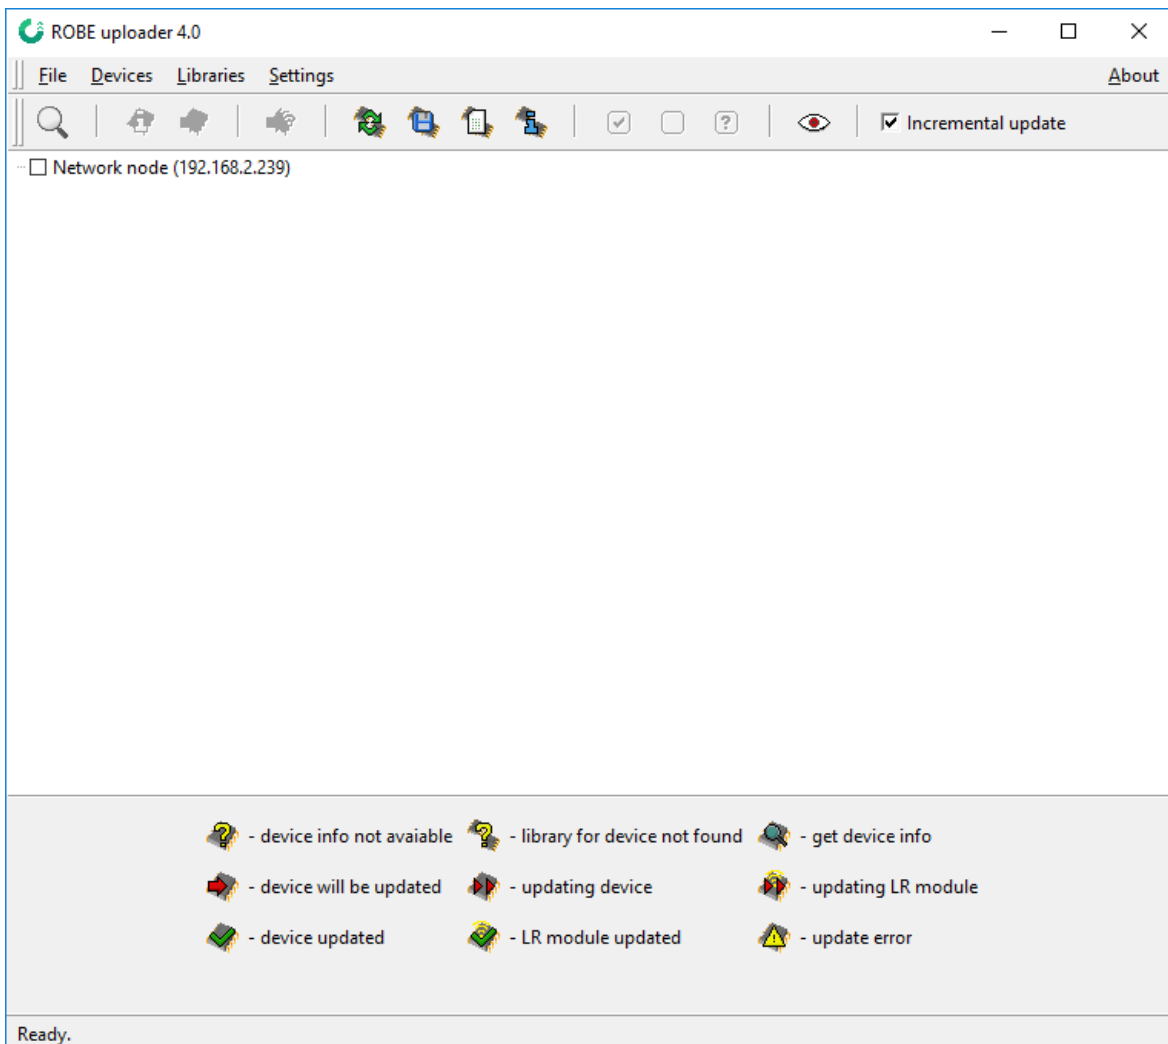 ROBE uploader 4.0
File Devices Libraries Settings About
Incremental update
Network node (192.168.2.239)
- device info not avaiable - library for device not found - get device info
- device will be updated - updating device - updating LR module
- device updated - LR module updated - update error
Ready.